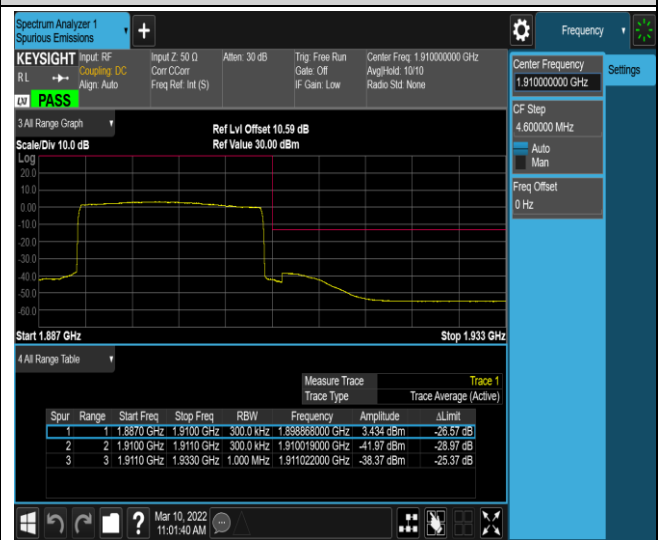 Spectrum Analyzer 1
Spurious Emissions
+
Frequency
KEYSIGHT Input: RF Input Z: 50 Ω Atten: 30 dB Trig: Free Run Center Freq: 1.910000000 GHz
RL Coupling: DC Corr CCorr Gate: Off Avg|Hold: 10/10
Align: Auto Freq Ref: Int (S) IF Gain: Low Radio Std: None
LW PASS
Center Frequency
1.910000000 GHz
Settings
CF Step
4.600000 MHz
Auto
Man
Freq Offset
0 Hz
3 All Range Graph
Ref Lvl Offset 10.59 dB
Scale/Div 10.0 dB Ref Value 30.00 dBm
Log
20.0
10.0
0.00
-10.0
-20.0
-30.0
-40.0
-50.0
-60.0
Start 1.887 GHz Stop 1.933 GHz
4 All Range Table
Measure Trace Trace 1
Trace Type Trace Average (Active)
Spur Range Start Freq Stop Freq RBW Frequency Amplitude ΔLimit
1 1 1.8870 GHz 1.9100 GHz 300.0 kHz 1.898868000 GHz 3.434 dBm -26.57 dB
2 2 1.9100 GHz 1.9110 GHz 300.0 kHz 1.910019000 GHz -41.97 dBm -28.97 dB
3 3 1.9110 GHz 1.9330 GHz 1.000 MHz 1.911022000 GHz -38.37 dBm -25.37 dB
? Mar 10, 2022
11:01:40 AM